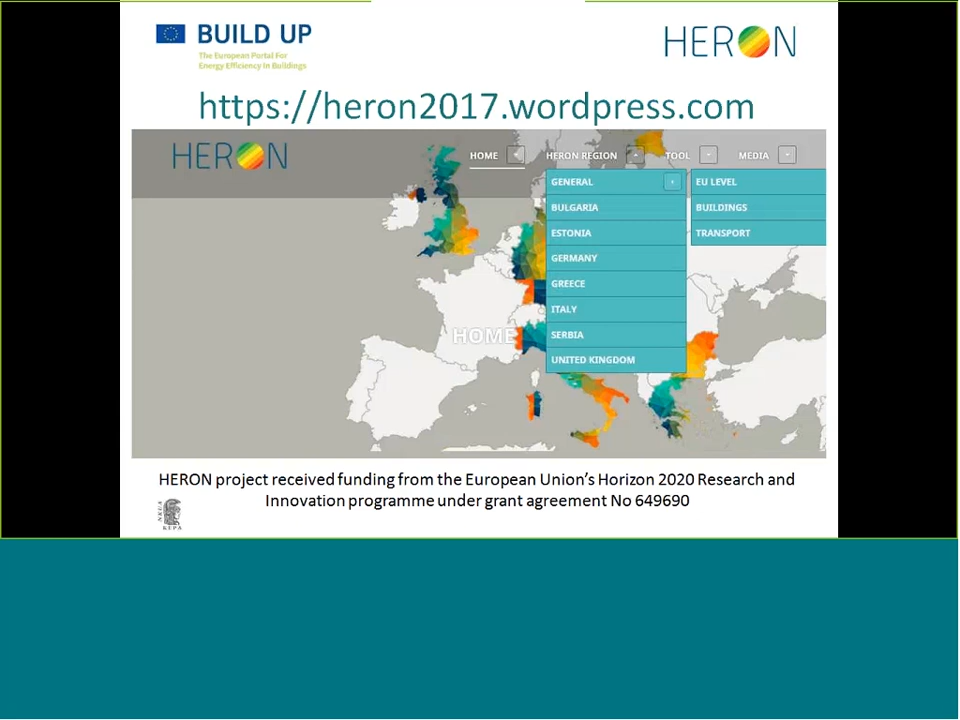 BUILD UP
The European Portal For
Energy Efficiency In Buildings
HERON
https://heron2017.wordpress.com
HERON
HOME
HERON REGION
TOOL
MEDIA
GENERAL
BULGARIA
ESTONIA
GERMANY
GREECE
ITALY
SERBIA
UNITED KINGDOM
EU LEVEL
BUILDINGS
TRANSPORT
HOME
HERON project received funding from the European Union's Horizon 2020 Research and
Innovation programme under grant agreement No 649690